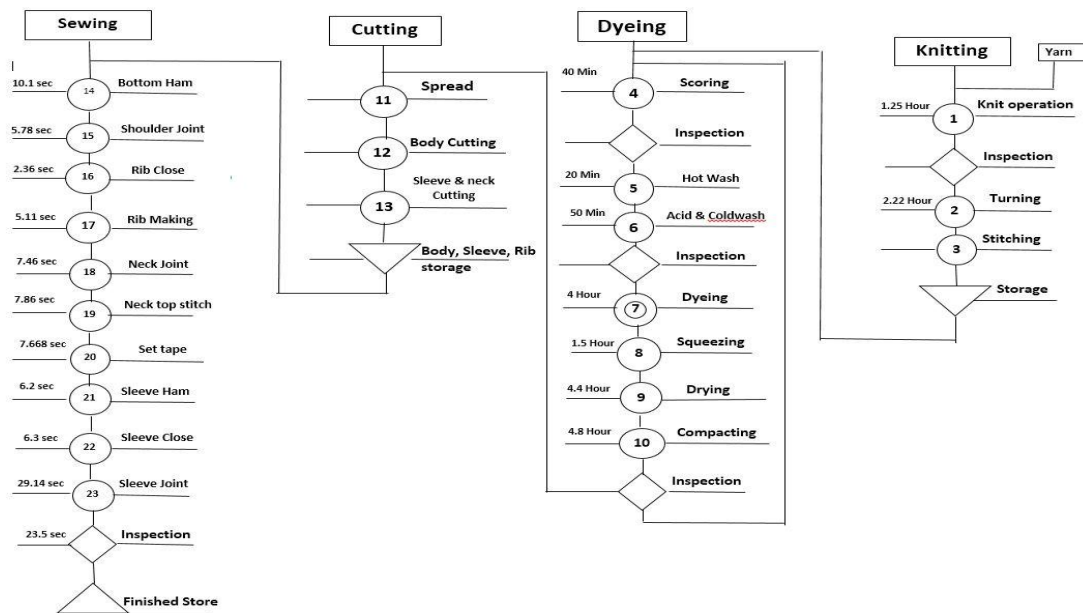 Sewing
10.1 sec 14 Bottom Ham
5.78 sec 15 Shoulder Joint
2.36 sec 16 Rib Close
5.11 sec 17 Rib Making
7.46 sec 18 Neck Joint
7.86 sec 19 Neck top stitch
7.668 sec 20 Set tape
6.2 sec 21 Sleeve Ham
6.3 sec 22 Sleeve Close
29.14 sec 23 Sleeve Joint
23.5 sec Inspection
Finished Store
Cutting
11 Spread
12 Body Cutting
Sleeve & neck
13 Cutting
Body, Sleeve, Rib
storage
Dyeing
40 Min 4 Scoring
Inspection
20 Min 5 Hot Wash
50 Min 6 Acid & Coldwash
Inspection
4 Hour 7 Dyeing
1.5 Hour 8 Squeezing
4.4 Hour 9 Drying
4.8 Hour 10 Compacting
Inspection
Knitting
Yarn
1.25 Hour 1 Knit operation
Inspection
2.22 Hour 2 Turning
3 Stitching
Storage